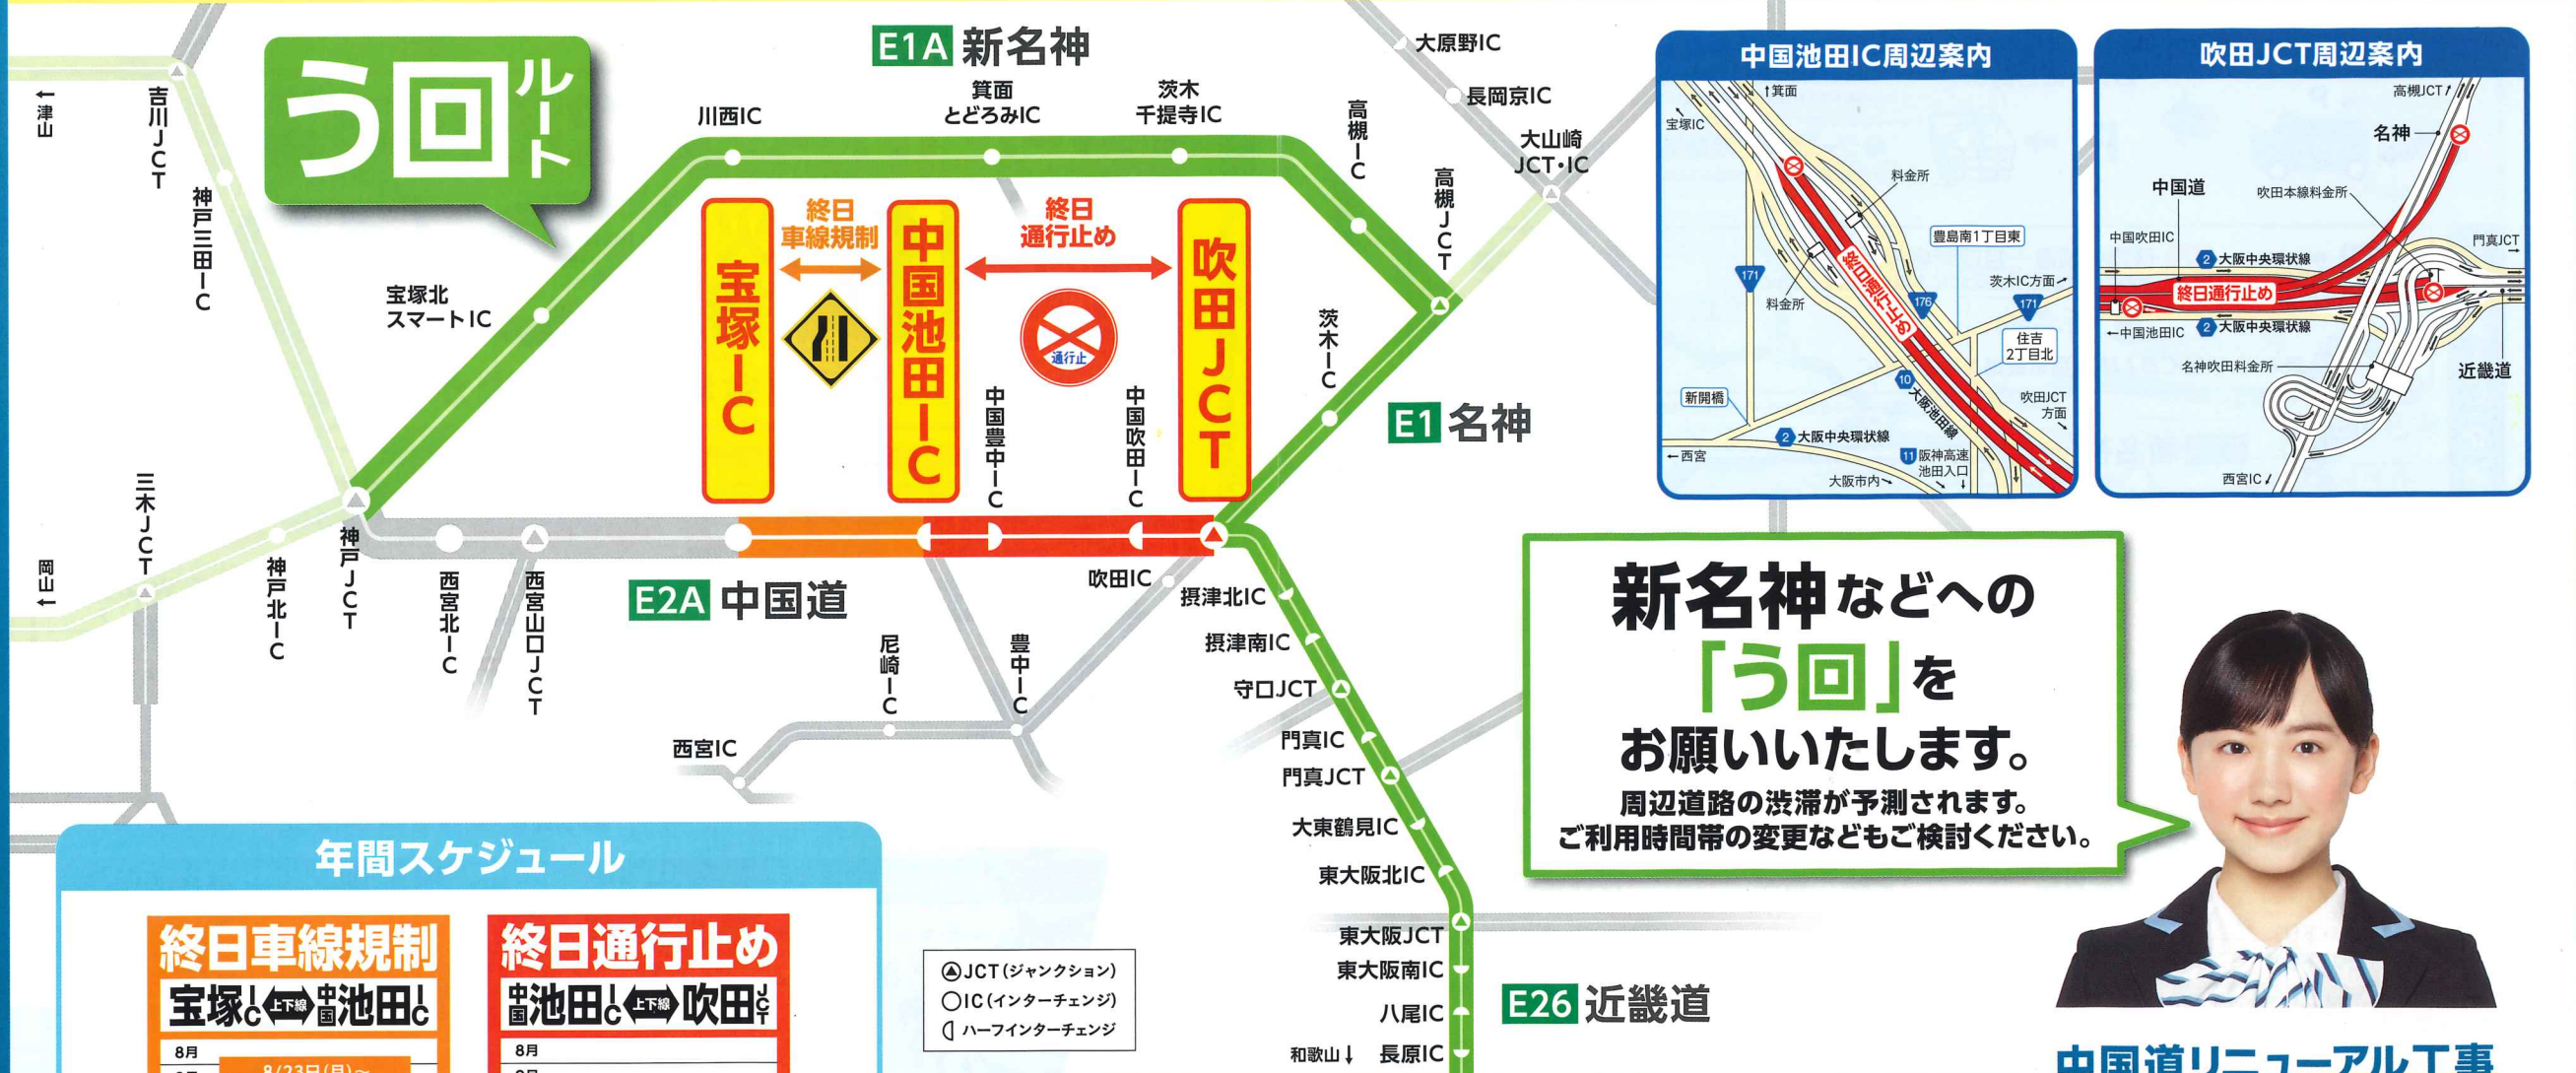 う回
ルート
E1A 新名神
川西IC
箕面
とどろみIC
茨木
千提寺IC
高槻IC
高槻JCT
大原野IC
長岡京IC
大山崎
JCT・IC
←津山
吉川JCT
神戸三田IC
宝塚北
スマートIC
宝塚IC
終日
車線規制
中国池田IC
終日
通行止め
通行止
吹田JCT
中国豊中IC
中国吹田IC
茨木IC
E1 名神
三木JCT
岡山←
神戸北IC
神戸JCT
西宮北IC
西宮山口JCT
E2A 中国道
吹田IC
尼崎IC
豊中IC
西宮IC
摂津北IC
摂津南IC
守口JCT
門真IC
門真JCT
大東鶴見IC
東大阪北IC
東大阪JCT
東大阪南IC
八尾IC
和歌山↓
長原IC
E26 近畿道
中国池田IC周辺案内
↑箕面
宝塚IC
料金所
豊島南1丁目東
171
料金所
終日通行止め
176
茨木IC方面→
171
住吉
2丁目北
新開橋
10
大阪池田線
吹田JCT
方面
2 大阪中央環状線
←西宮
11 阪神高速
池田入口
大阪市内→
吹田JCT周辺案内
高槻JCT
名神
中国道
吹田本線料金所
中国吹田IC
2 大阪中央環状線
門真JCT
→
終日通行止め
←中国池田IC
2 大阪中央環状線
名神吹田料金所
近畿道
西宮IC
新名神などへの
「う回」を
お願いいたします。
周辺道路の渋滞が予測されます。
ご利用時間帯の変更などもご検討ください。
年間スケジュール
終日車線規制
宝塚IC 上下線 中国池田IC
8月
8/23日(月)~
終日通行止め
中国池田IC 上下線 吹田JCT
8月
JCT(ジャンクション)
IC(インターチェンジ)
ハーフインターチェンジ
中国道リニューアル工事